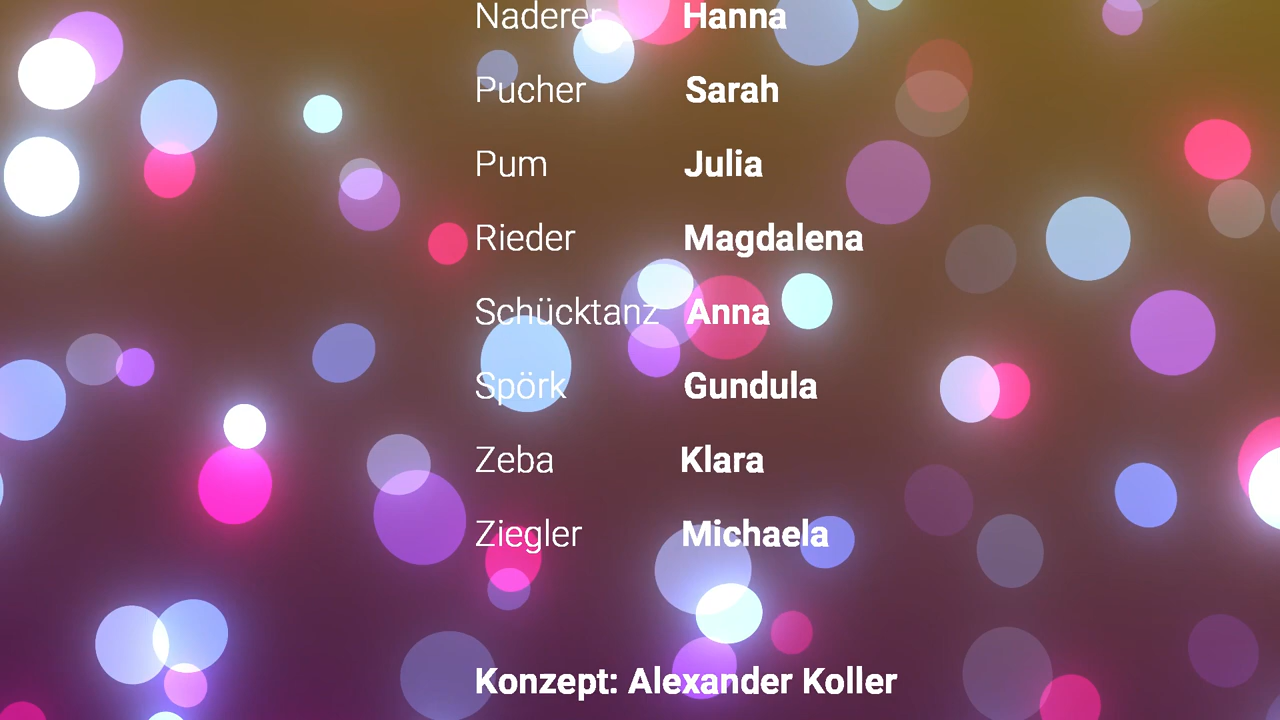 Naderer Hanna
Pucher Sarah
Pum Julia
Rieder Magdalena
Schücktanz Anna
Spörk Gundula
Zeba Klara
Ziegler Michaela
Konzept: Alexander Koller